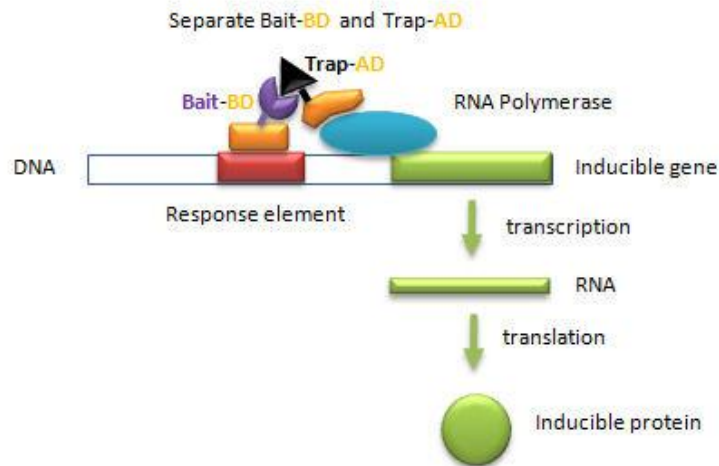 Separate Bait-BD and Trap-AD
Trap-AD
Bait-BD
RNA Polymerase
DNA
Inducible gene
Response element
transcription
RNA
translation
Inducible protein